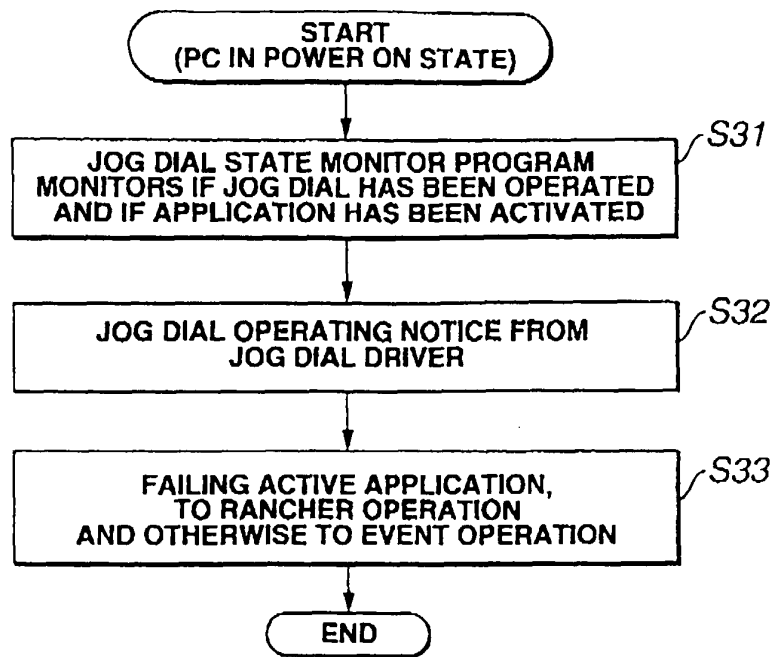 START
(PC IN POWER ON STATE)
S31
JOG DIAL STATE MONITOR PROGRAM
MONITORS IF JOG DIAL HAS BEEN OPERATED
AND IF APPLICATION HAS BEEN ACTIVATED
S32
JOG DIAL OPERATING NOTICE FROM
JOG DIAL DRIVER
S33
FAILING ACTIVE APPLICATION,
TO RANCHER OPERATION
AND OTHERWISE TO EVENT OPERATION
END